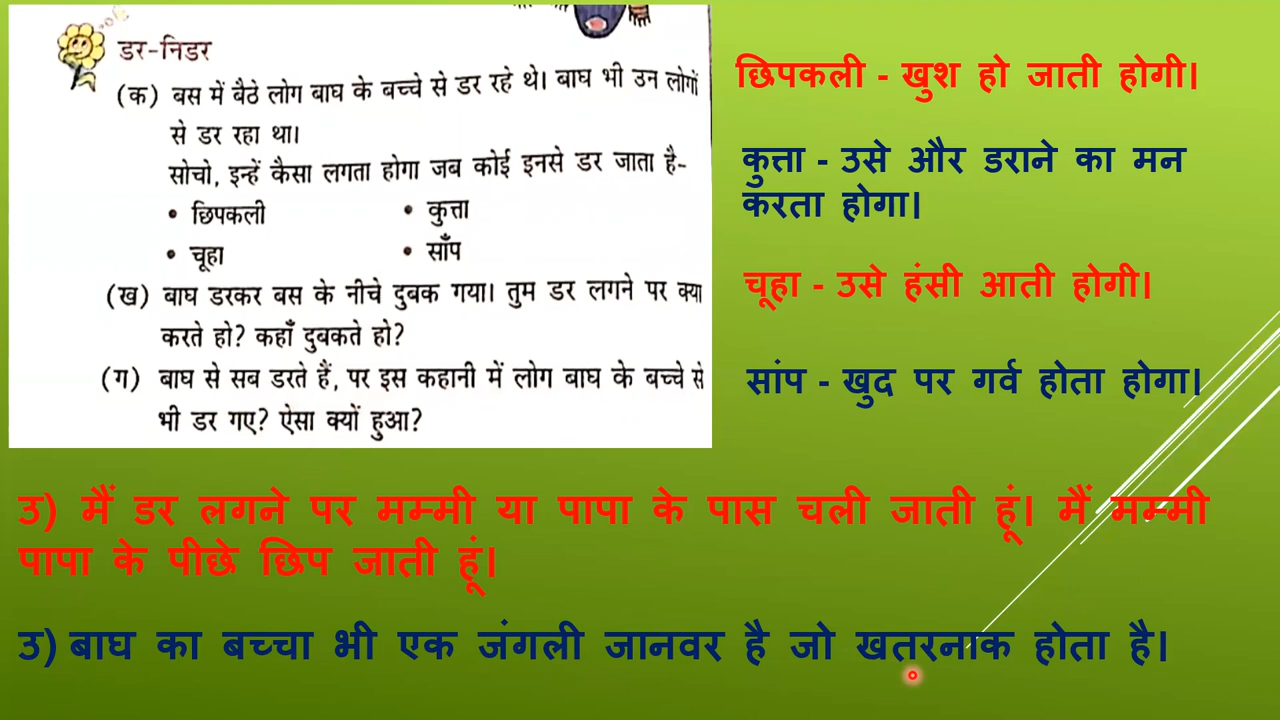 डर-निडर
(क) बस में बैठे लोग बाघ के बच्चे से डर रहे थे। बाघ भी उन लोगों
से डर रहा था।
सोचो, इन्हें कैसा लगता होगा जब कोई इनसे डर जाता है-
• छिपकली • कुत्ता
• चूहा • साँप
(ख) बाघ डरकर बस के नीचे दुबक गया। तुम डर लगने पर क्या
करते हो? कहाँ दुबकते हो?
(ग) बाघ से सब डरते हैं, पर इस कहानी में लोग बाघ के बच्चे से
भी डर गए? ऐसा क्यों हुआ?
छिपकली - खुश हो जाती होगी।
कुत्ता - उसे और डराने का मन
करता होगा।
चूहा - उसे हंसी आती होगी।
सांप - खुद पर गर्व होता होगा।
उ) मैं डर लगने पर मम्मी या पापा के पास चली जाती हूं। मैं मम्मी
पापा के पीछे छिप जाती हूं।
उ) बाघ का बच्चा भी एक जंगली जानवर है जो खतरनाक होता है।